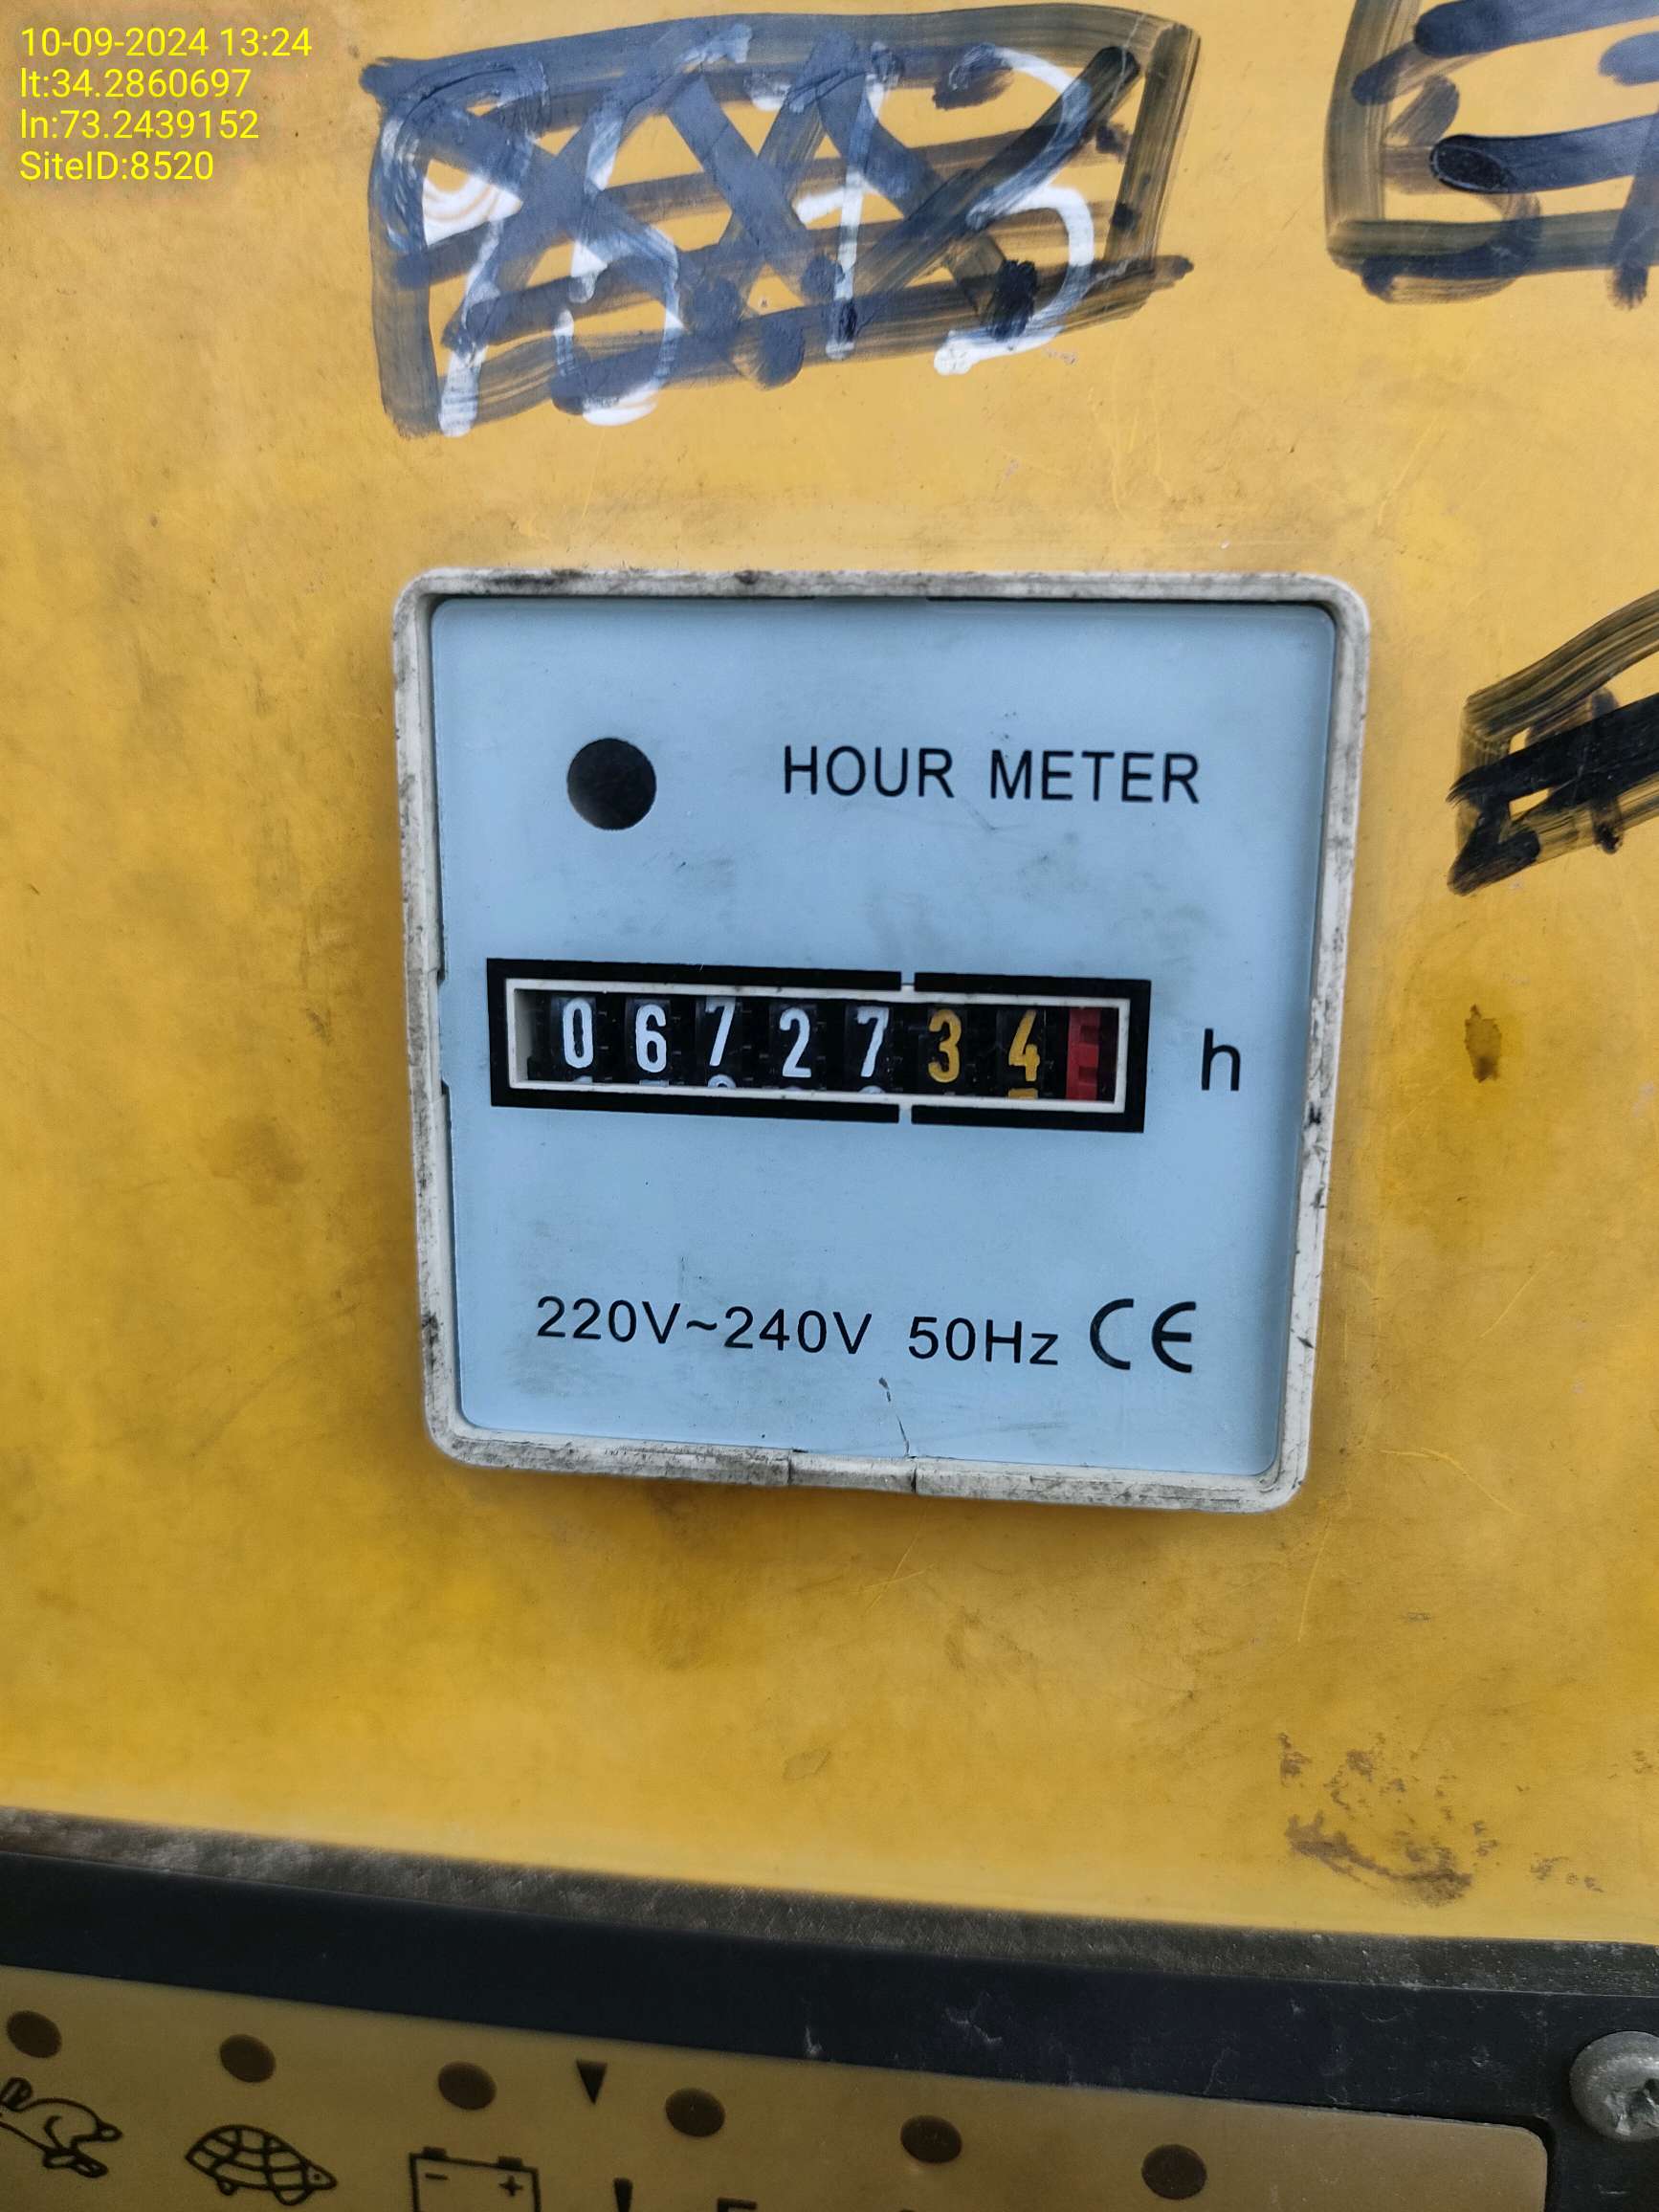 10-09-2024 13:24
lt:34.2860697
ln:73.2439152
SiteID:8520
HOUR METER
0672734 h
220V~240V 50Hz CE
- +